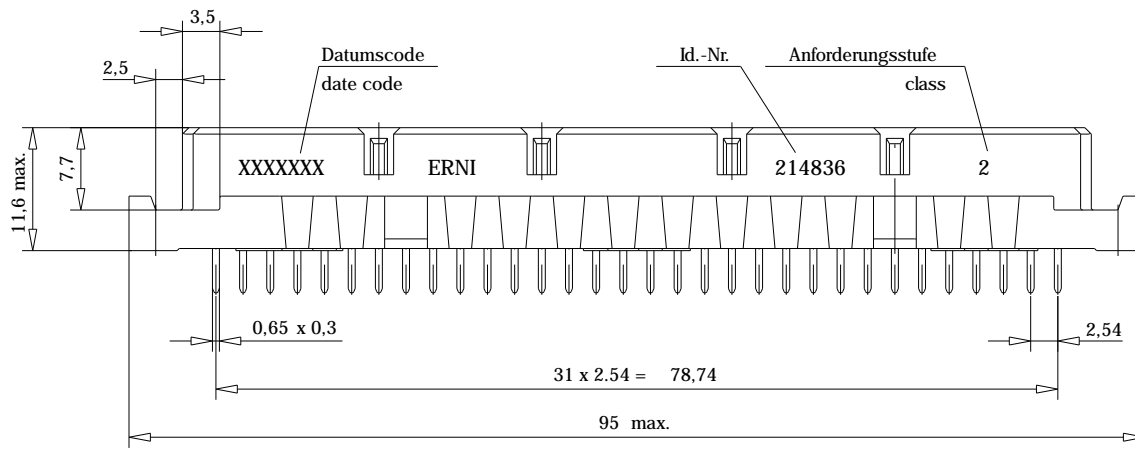 3,5
Datumscode
date code
Id.-Nr.
Anforderungsstufe
class
2,5
11,6 max.
7,7
XXXXXXX
ERNI
214836
2
0,65 x 0,3
2,54
31 x 2.54 = 78,74
95 max.